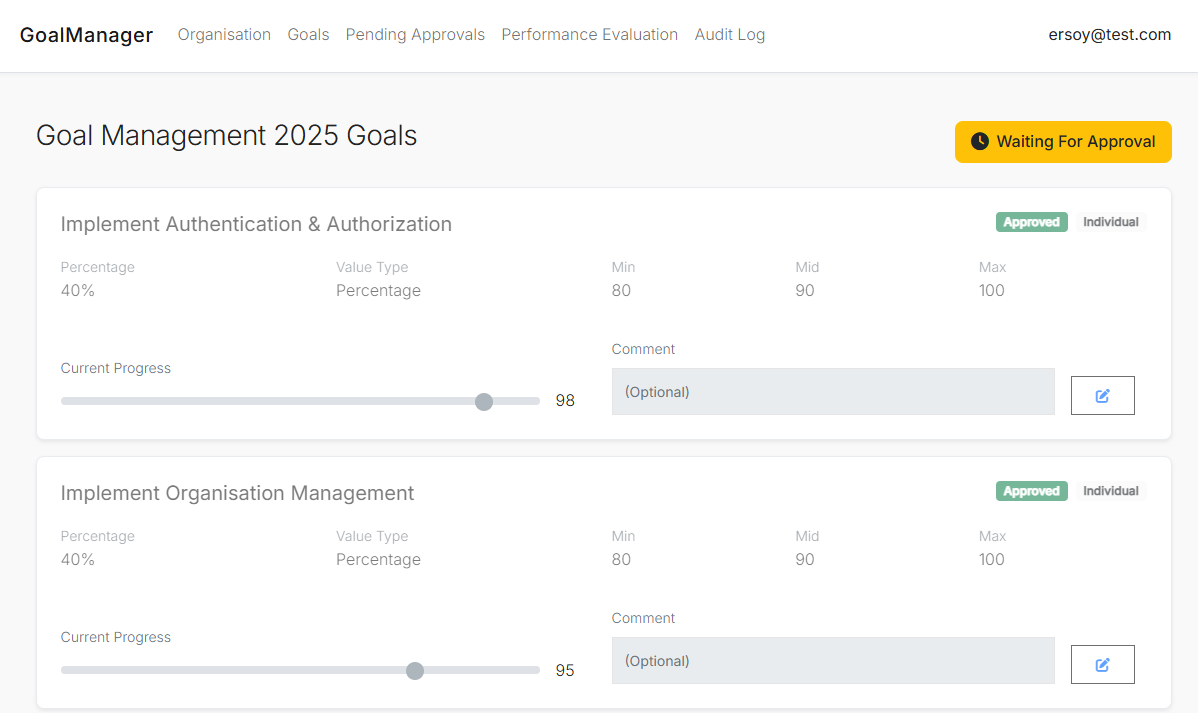 GoalManager Organisation Goals Pending Approvals Performance Evaluation Audit Log ersoy@test.com
Goal Management 2025 Goals
Waiting For Approval
Implement Authentication & Authorization
Approved Individual
Percentage Value Type Min Mid Max
40% Percentage 80 90 100
Comment
Current Progress
(Optional)
98
Implement Organisation Management
Approved Individual
Percentage Value Type Min Mid Max
40% Percentage 80 90 100
Comment
Current Progress
(Optional)
95